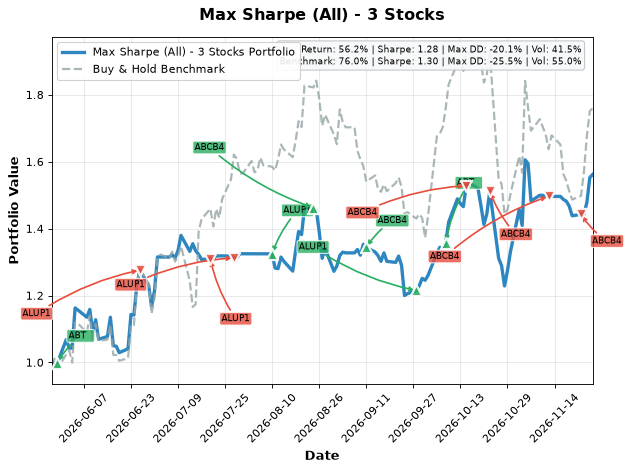 Max Sharpe (All) - 3 Stocks
Max Sharpe (All) - 3 Stocks Portfolio
Buy & Hold Benchmark
Return: 56.2% | Sharpe: 1.28 | Max DD: -20.1% | Vol: 41.5%
Benchmark: 76.0% | Sharpe: 1.30 | Max DD: -25.5% | Vol: 55.0%
Portfolio Value
1.8
1.6
1.4
1.2
1.0
ABCB4
ALUP1
ABCB4
ABT
ABCB4
ALUP1
ABCB4
ABCB4
ABCB4
ALUP1
ALUP1
ALUP1
ABT
2026-06-07
2026-06-23
2026-07-09
2026-07-25
2026-08-10
2026-08-26
2026-09-11
2026-09-27
2026-10-13
2026-10-29
2026-11-14
Date